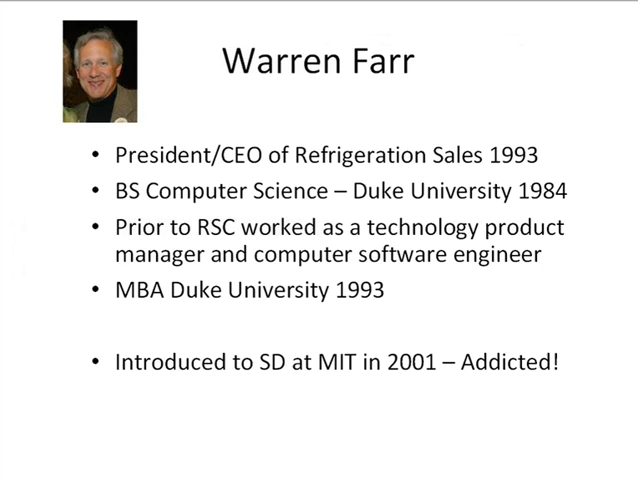 Warren Farr
• President/CEO of Refrigeration Sales 1993
• BS Computer Science – Duke University 1984
• Prior to RSC worked as a technology product
manager and computer software engineer
• MBA Duke University 1993
• Introduced to SD at MIT in 2001 – Addicted!